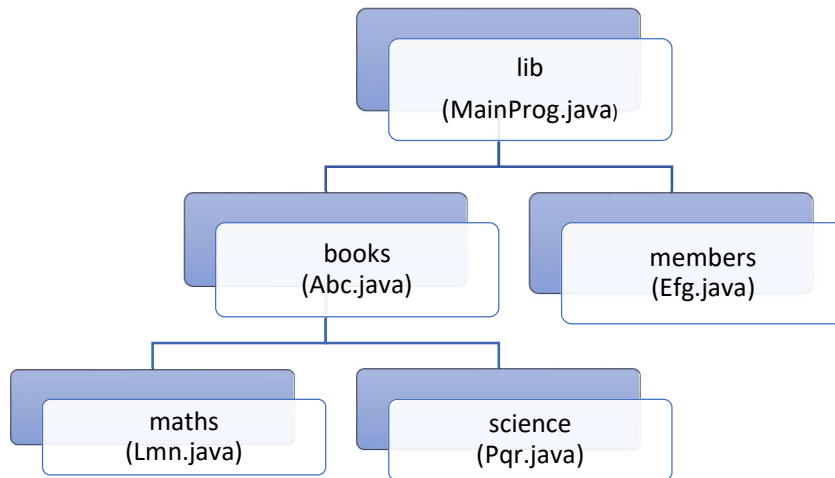 lib
(MainProg.java)
books
(Abc.java)
members
(Efg.java)
maths
(Lmn.java)
science
(Pqr.java)